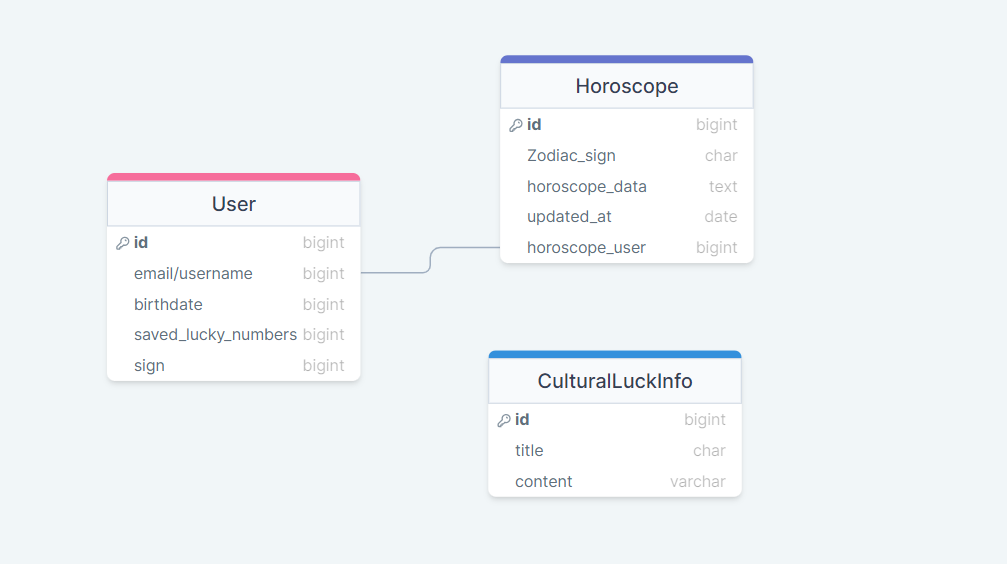 User
id bigint
email/username bigint
birthdate bigint
saved_lucky_numbers bigint
sign bigint
Horoscope
id bigint
Zodiac_sign char
horoscope_data text
updated_at date
horoscope_user bigint
CulturalLuckInfo
id bigint
title char
content varchar